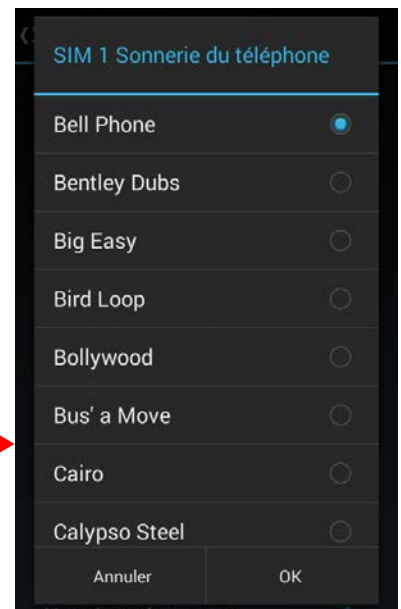 SIM 1 Sonnerie du téléphone
Bell Phone
Bentley Dubs
Big Easy
Bird Loop
Bollywood
Bus' a Move
Cairo
Calypso Steel
Annuler OK